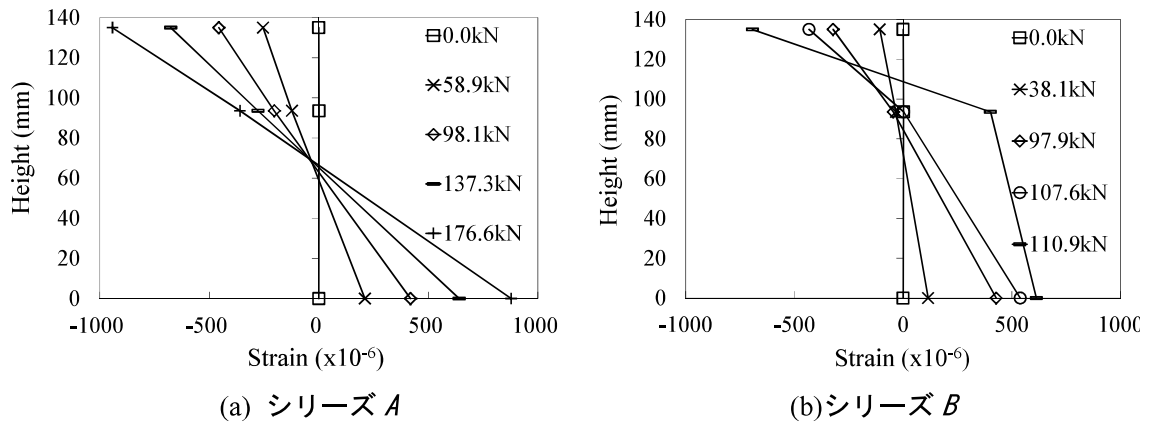 140
120
100
80
60
40
20
0
Height (mm)
-1000
-500
0
500
1000
Strain (x10-6)
0.0kN
58.9kN
98.1kN
137.3kN
176.6kN
(a) シリーズ A
140
120
100
80
60
40
20
0
Height (mm)
-1000
-500
0
500
1000
Strain (x10-6)
0.0kN
38.1kN
97.9kN
107.6kN
110.9kN
(b)シリーズ B